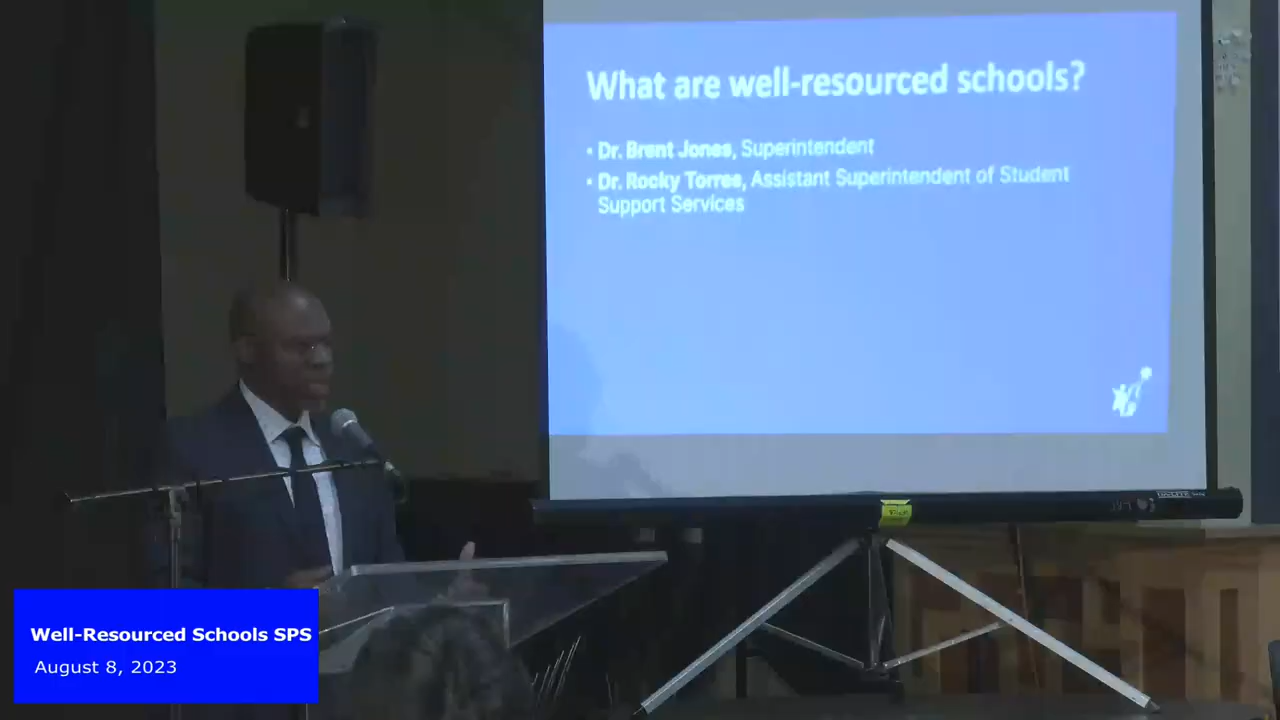 What are well-resourced schools?
• Dr. Brent Jones, Superintendent
• Dr. Rocky Torres, Assistant Superintendent of Student
Support Services
Well-Resourced Schools SPS
August 8, 2023